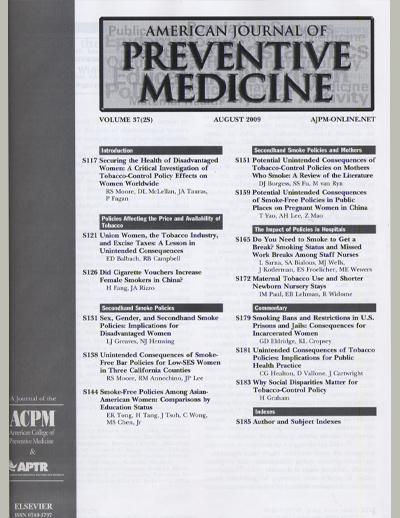 AMERICAN JOURNAL OF
PREVENTIVE
MEDICINE
VOLUME 37(2S)
AUGUST 2009
AJPM-ONLINE.NET
Introduction
S117 Securing the Health of Disadvantaged
Women: A Critical Investigation of
Tobacco-Control Policy Effects on
Women Worldwide
RS Moore, DL McLellan, JA Tauras,
P Fagan
Policies Affecting the Price and Availability of
Tobacco
S121 Union Women, the Tobacco Industry,
and Excise Taxes: A Lesson in
Unintended Consequences
ED Balbach, RB Campbell
S126 Did Cigarette Vouchers Increase
Female Smokers in China?
H Fang, JA Rizzo
Secondhand Smoke Policies
S131 Sex, Gender, and Secondhand Smoke
Policies: Implications for
Disadvantaged Women
LJ Greaves, NJ Hemsing
S138 Unintended Consequences of Smoke-
Free Bar Policies for Low-SES Women
in Three California Counties
RS Moore, RM Annechino, JP Lee
S144 Smoke-Free Policies Among Asian-
American Women: Comparisons by
Education Status
EK Tong, H Tang, J Tsoh, C Wong,
MS Chen, Jr
Secondhand Smoke Policies and Mothers
S151 Potential Unintended Consequences of
Tobacco-Control Policies on Mothers
Who Smoke: A Review of the Literature
DJ Burgess, SS Fu, M van Ryn
S159 Potential Unintended Consequences
of Smoke-Free Policies in Public
Places on Pregnant Women in China
T Yao, AH Lee, Z Mao
The Impact of Policies in Hospitals
S165 Do You Need to Smoke to Get a
Break? Smoking Status and Missed
Work Breaks Among Staff Nurses
L Sarna, SA Bialous, MJ Wells,
J Kotlerman, ES Froelicher, ME Wewers
S172 Maternal Tobacco Use and Shorter
Newborn Nursery Stays
IM Paul, EB Lehman, R Widome
Commentary
S179 Smoking Bans and Restrictions in U.S.
Prisons and Jails: Consequences for
Incarcerated Women
GD Eldridge, KL Cropsey
S181 Unintended Consequences of Tobacco
Policies: Implications for Public
Health Practice
CG Healton, D Vallone, J Cartwright
S183 Why Social Disparities Matter for
Tobacco-Control Policy
H Graham
Indexes
S185 Author and Subject Indexes
A Journal of the
ACPM
American College of
Preventive Medicine
&
APTR
ELSEVIER
ISSN 0749-3797